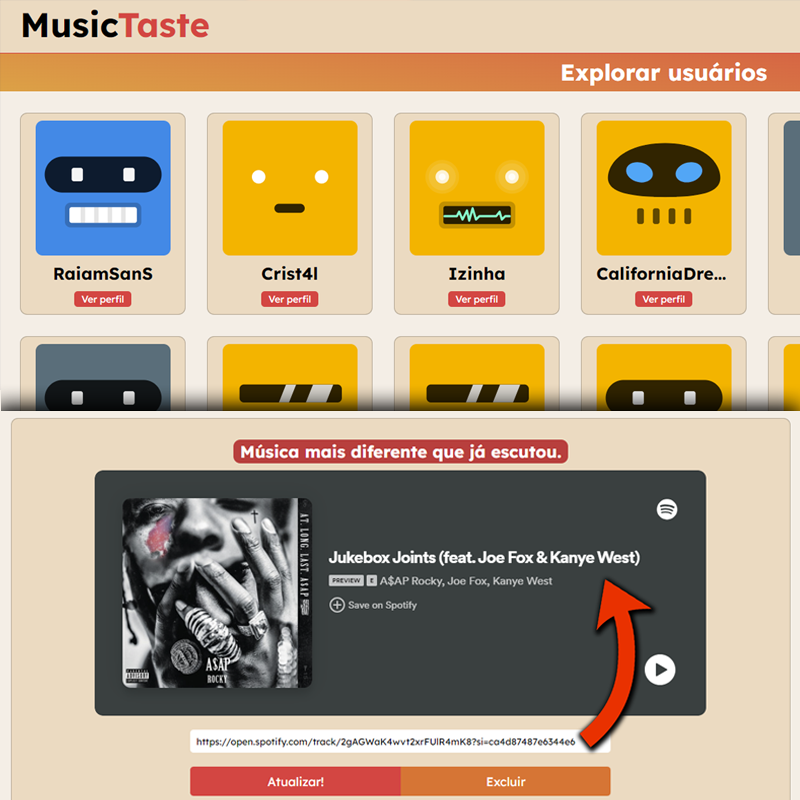 MusicTaste
Explorar usuários
RaiamSanS
Crist4l
Izinha
CaliforniaDre...
Ver perfil
Ver perfil
Ver perfil
Ver perfil
Música mais diferente que já escutou.
AT. LONG. LAST. A$AP
A$AP
ROCKY
Jukebox Joints (feat. Joe Fox & Kanye West)
PREVIEW E A$AP Rocky, Joe Fox, Kanye West
Save on Spotify
https://open.spotify.com/track/2gAGWaK4wvt2xrFUlR4mK8?si=ca4d87487e6344e6
Atualizar!
Excluir